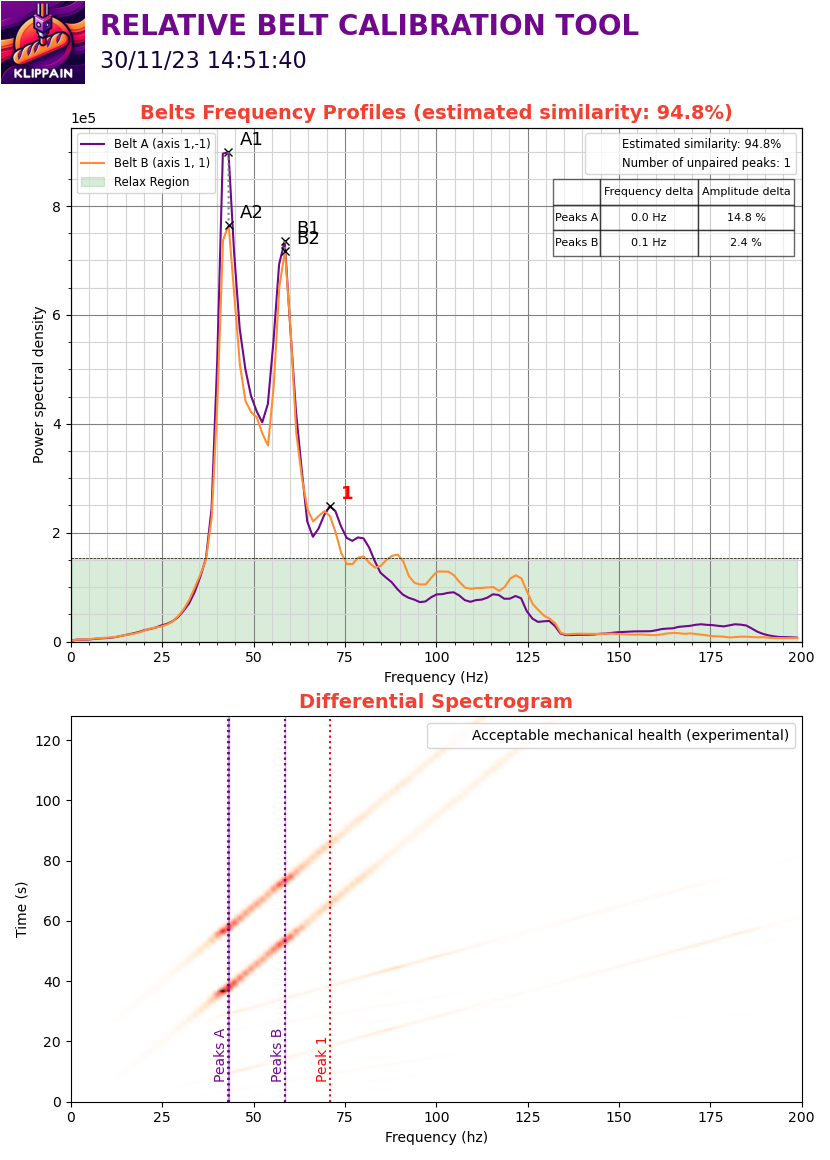 KLIPPAIN
RELATIVE BELT CALIBRATION TOOL
30/11/23 14:51:40
Belts Frequency Profiles (estimated similarity: 94.8%)
1e5
Belt A (axis 1,-1)
Belt B (axis 1, 1)
Relax Region
A1
A2
B1
B2
1
Estimated similarity: 94.8%
Number of unpaired peaks: 1
Frequency delta Amplitude delta
Peaks A 0.0 Hz 14.8 %
Peaks B 0.1 Hz 2.4 %
8
6
4
2
0
Power spectral density
0 25 50 75 100 125 150 175 200
Frequency (Hz)
Differential Spectrogram
Acceptable mechanical health (experimental)
120
100
80
60
40
20
0
Time (s)
Peaks A
Peaks B
Peak 1
0 25 50 75 100 125 150 175 200
Frequency (hz)